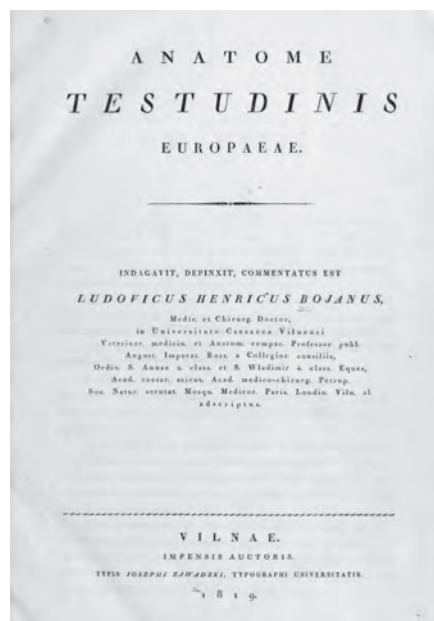 ANATOME
TESTUDINIS
EUROPAEAE.
INDAGAVIT, DEPINXIT, COMMENTATUS EST
LUDOVICUS HENRICUS BOJANUS,
Medic. et Chirurg. Doctor,
in Universitate Caesarea Vilnensi
Veterinar. medicin. et Anatom. compar. Professor publ.
August. Imperat. Ross. a Collegior. consiliis,
Ordin. S. Annae 2. class. et S. Wladimir 4. class. Eques,
Acad. caesar. scient. Acad. medico-chirurg. Petrop.
Soc. Natur. scrutat. Mosqu. Medicor. Paris. Londin. Viln. al.
adscriptus.
VILNAE.
IMPENSIS AUCTORIS.
TYPIS JOSEPHI ZAWADZKI, TYPOGRAPHI UNIVERSITATIS.
1819.